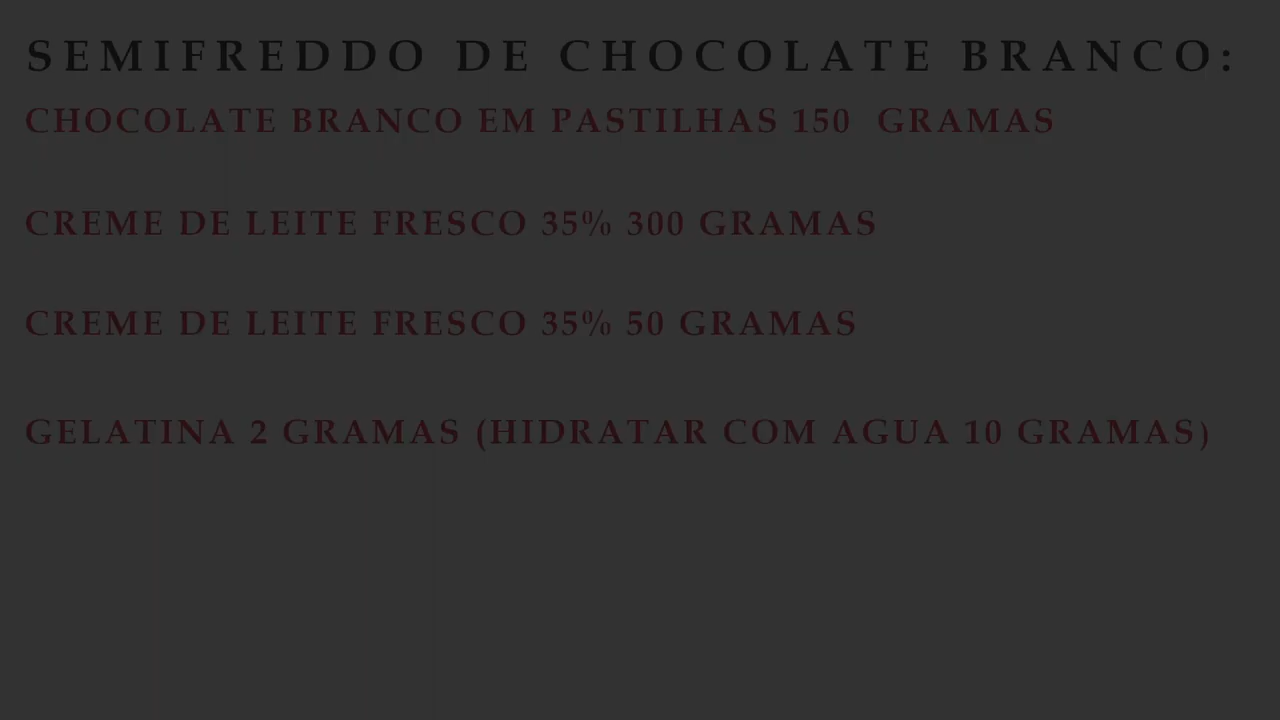 SEMIFREDDO DE CHOCOLATE BRANCO:
CHOCOLATE BRANCO EM PASTILHAS 150 GRAMAS
CREME DE LEITE FRESCO 35% 300 GRAMAS
CREME DE LEITE FRESCO 35% 50 GRAMAS
GELATINA 2 GRAMAS (HIDRATAR COM AGUA 10 GRAMAS)